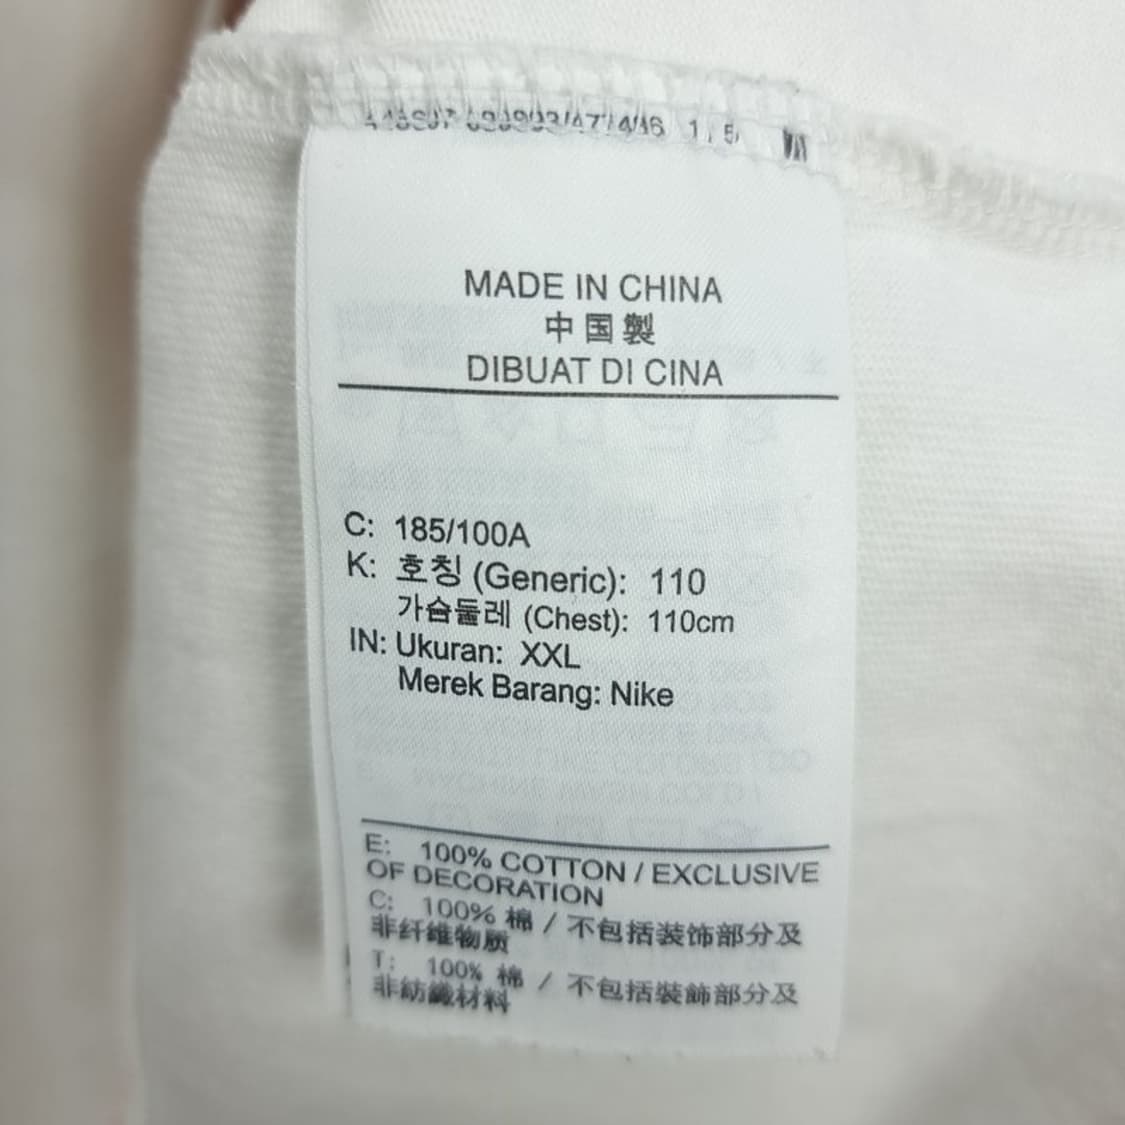 MADE IN CHINA
中国製
DIBUAT DI CINA
C: 185/100A
K: 호칭 (Generic): 110
가슴둘레 (Chest): 110cm
IN: Ukuran: XXL
Merek Barang: Nike
E: 100% COTTON / EXCLUSIVE
OF DECORATION
C: 100% 棉 / 不包括装饰部分及
非纤维物质
T: 100% 棉 / 不包括裝飾部分及
非紡織材料